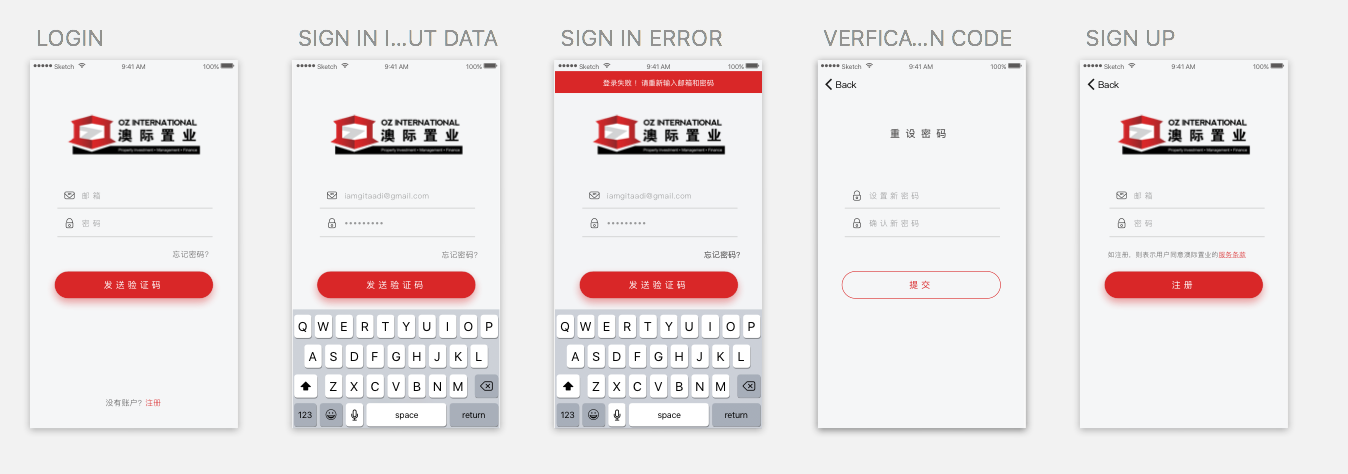 LOGIN
Sketch 9:41 AM 100%
OZ INTERNATIONAL
澳际置业
Property Investment • Management • Finance
邮箱
密码
忘记密码?
发送验证码
没有账户? 注册
SIGN IN I...UT DATA
Sketch 9:41 AM 100%
OZ INTERNATIONAL
澳际置业
Property Investment • Management • Finance
iamgitaadi@gmail.com
忘记密码?
发送验证码
Q W E R T Y U I O P
A S D F G H J K L
Z X C V B N M
123 space return
SIGN IN ERROR
Sketch 9:41 AM 100%
登录失败！ 请重新输入邮箱和密码
OZ INTERNATIONAL
澳际置业
Property Investment • Management • Finance
iamgitaadi@gmail.com
忘记密码?
发送验证码
Q W E R T Y U I O P
A S D F G H J K L
Z X C V B N M
123 space return
VERFICA...N CODE
Sketch 9:41 AM 100%
Back
重设密码
设置新密码
确认新密码
提交
SIGN UP
Sketch 9:41 AM 100%
Back
OZ INTERNATIONAL
澳际置业
Property Investment • Management • Finance
邮箱
密码
如注册，则表示用户同意澳际置业的服务条款
注册